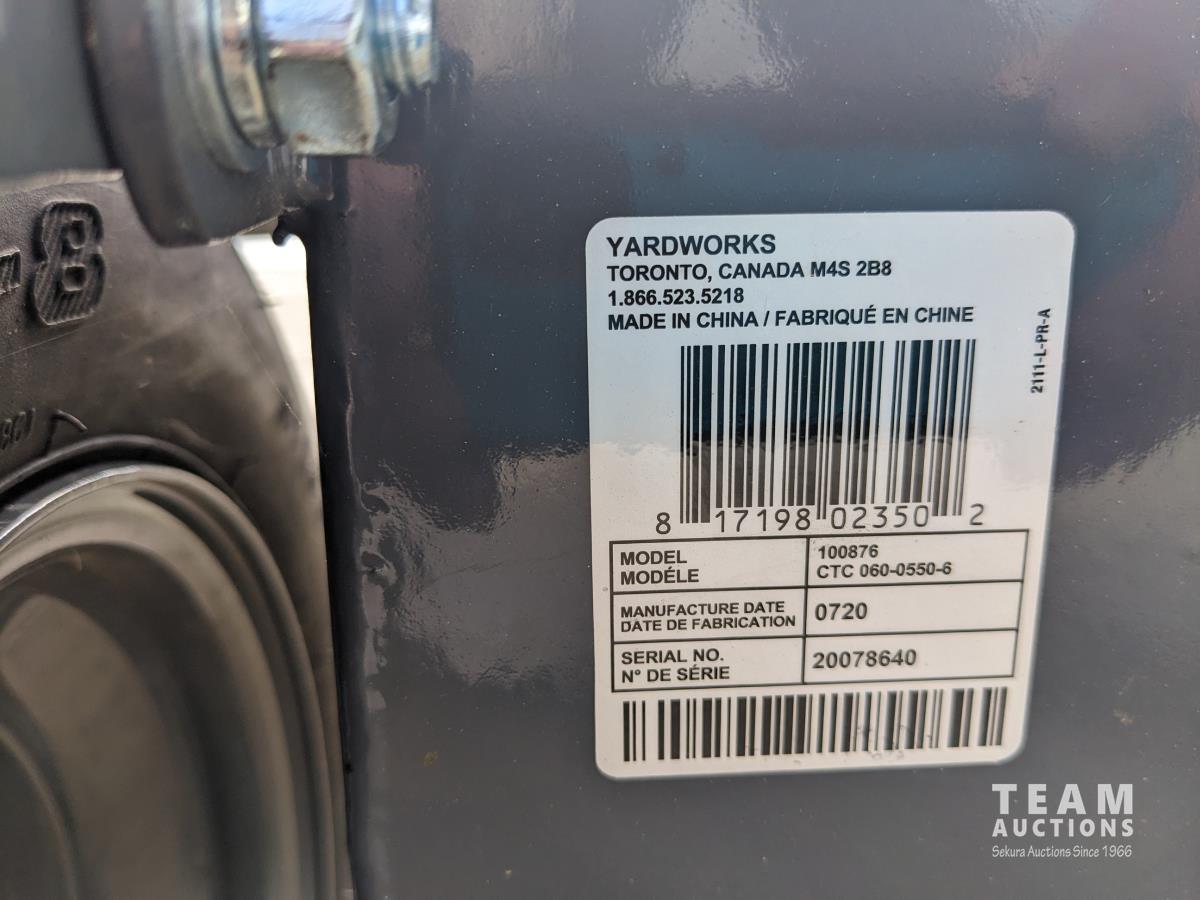 8
YARDWORKS
TORONTO, CANADA M4S 2B8
1.866.523.5218
MADE IN CHINA / FABRIQUÉ EN CHINE
2111-L-PR-A
8 17198 02350 2
MODEL 100876
MODÉLE CTC 060-0550-6
MANUFACTURE DATE 0720
DATE DE FABRICATION
SERIAL NO. 20078640
Nº DE SÉRIE
TEAM
AUCTIONS
Sekura Auctions Since 1966